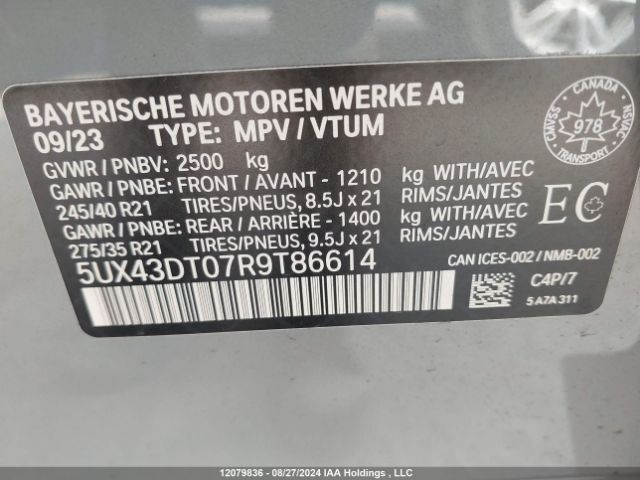 BAYERISCHE MOTOREN WERKE AG
09/23 TYPE: MPV / VTUM
GVWR / PNBV: 2500 kg
GAWR / PNBE: FRONT / AVANT - 1210 kg WITH/AVEC
245/40 R21 TIRES/PNEUS, 8.5J x 21 RIMS/JANTES
GAWR / PNBE: REAR / ARRIÈRE - 1400 kg WITH/AVEC
275/35 R21 TIRES/PNEUS, 9.5J x 21 RIMS/JANTES
5UX43DT07R9T86614
CANADA
CMVSS NSVAC
978
TRANSPORT
EC
CAN ICES-002 / NMB-002
C4P/7
5 A7A 311
12079836 - 08/27/2024 IAA Holdings , LLC